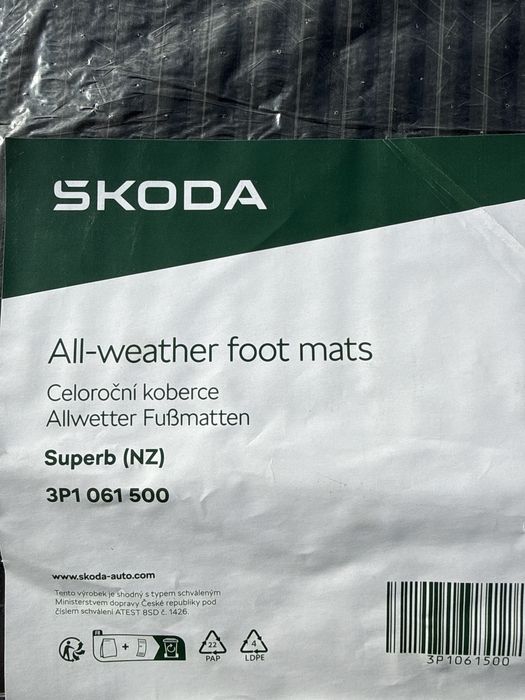 SKODA
All-weather foot mats
Celoroční koberce
Allwetter Fußmatten
Superb (NZ)
3P1 061 500
www.skoda-auto.com
Tento výrobek je shodný s typem schváleným
Ministerstvem dopravy České republiky pod
číslem schválení ATEST 8SD č. 1426.
22
PAP
4
LDPE
3P1061500